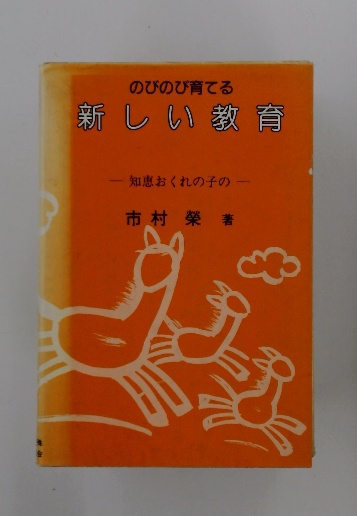 のびのび育てる
新しい教育
― 知恵おくれの子の ―
市村 榮 著